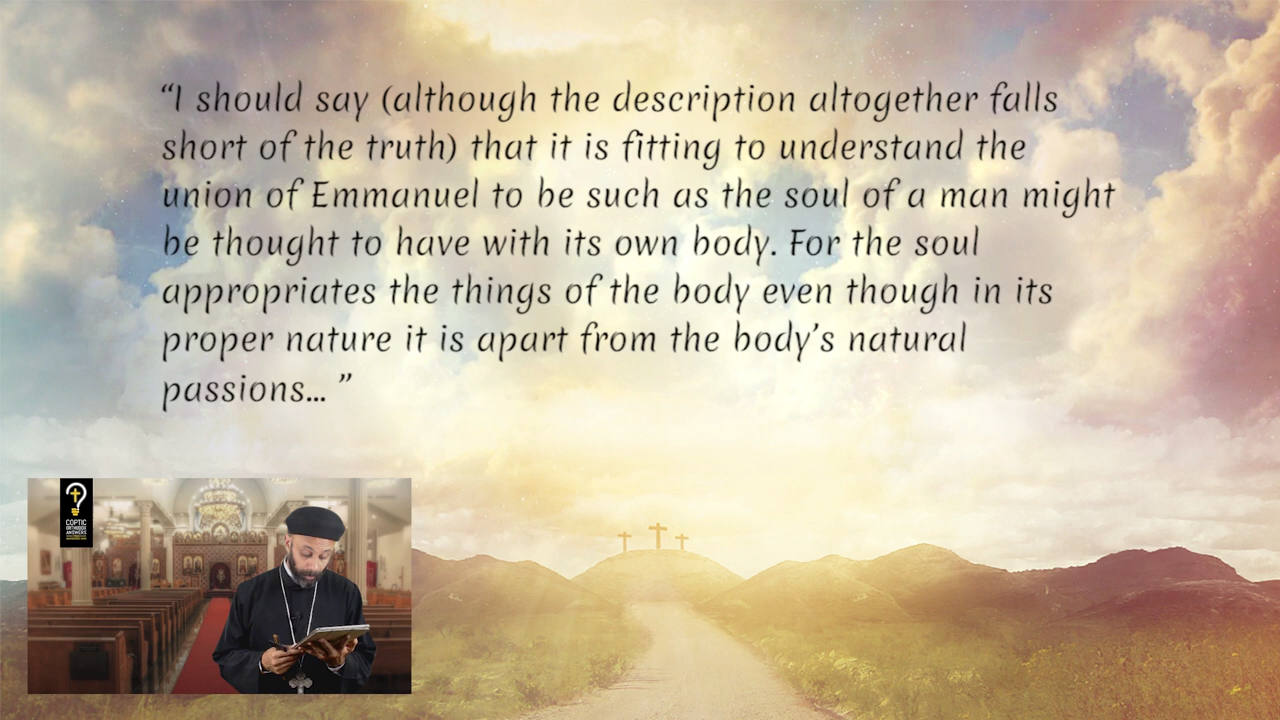 “I should say (although the description altogether falls
short of the truth) that it is fitting to understand the
union of Emmanuel to be such as the soul of a man might
be thought to have with its own body. For the soul
appropriates the things of the body even though in its
proper nature it is apart from the body’s natural
passions... ”
COPTIC
ORTHODOX
ANSWERS